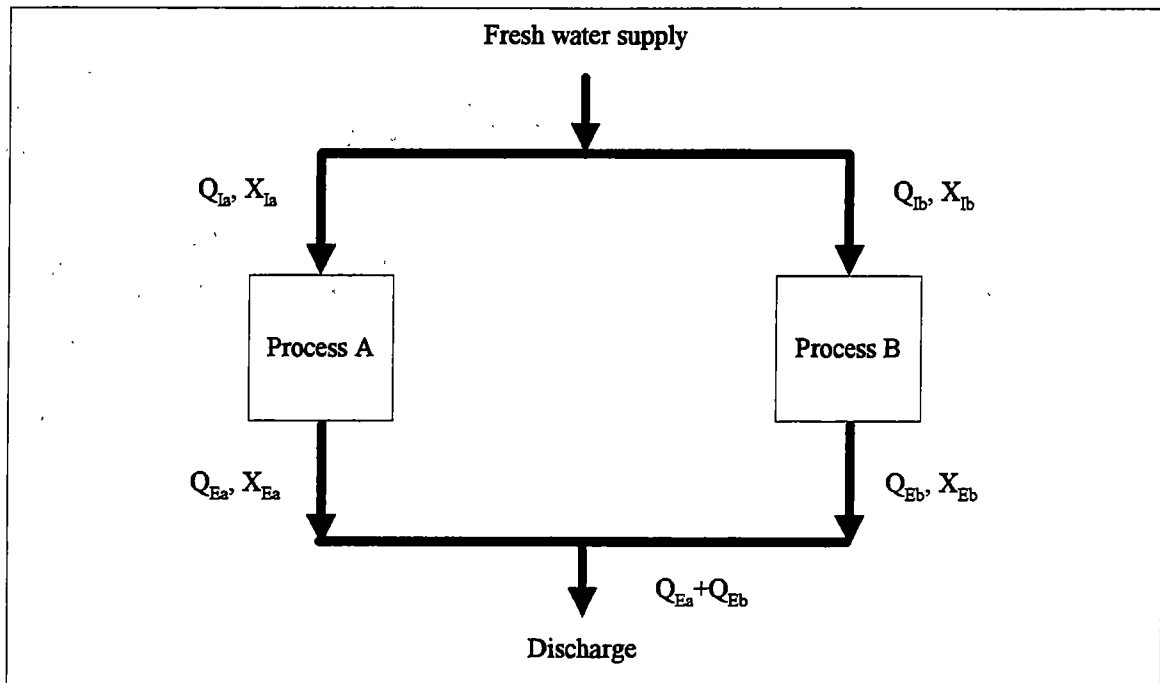 Fresh water supply
Q_Ia, X_Ia
Q_Ib, X_Ib
Process A
Process B
Q_Ea, X_Ea
Q_Eb, X_Eb
Q_Ea+Q_Eb
Discharge